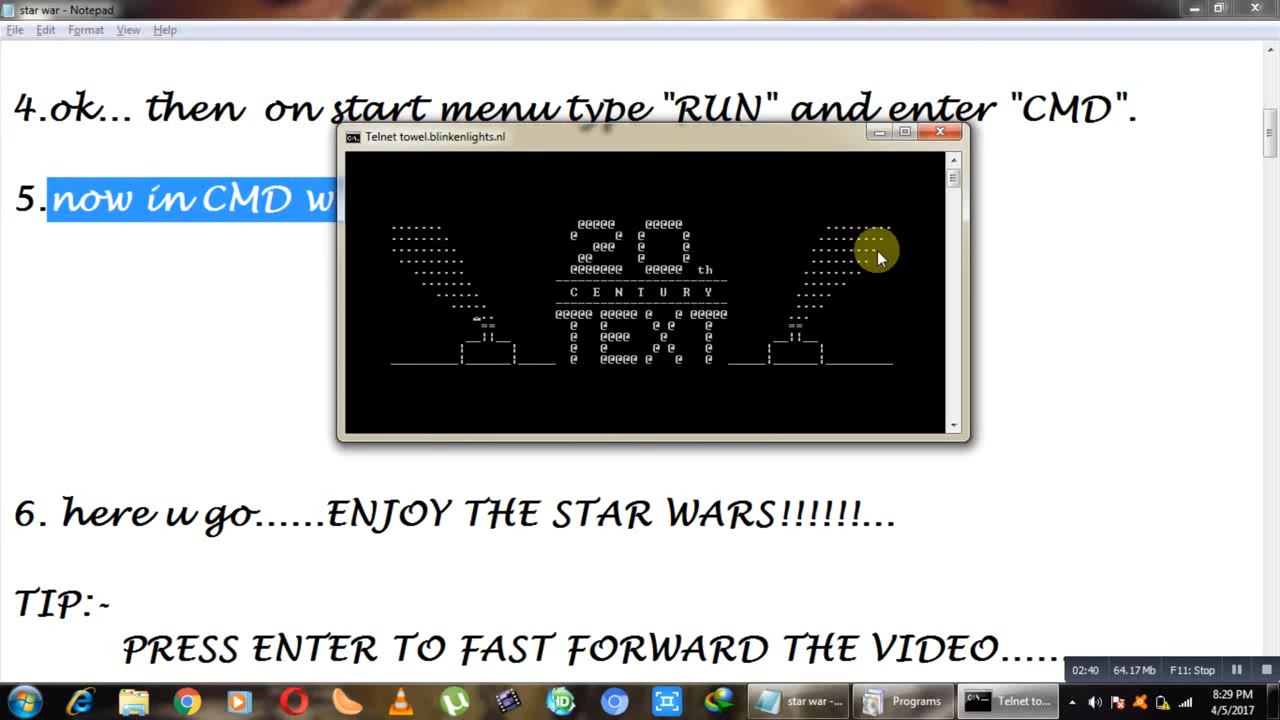 star war - Notepad
File Edit Format View Help
4.ok... then on start menu type "RUN" and enter "CMD".
Telnet towel.blinkenlights.nl
5.now in CMD w
20th
CENTURY
TEXT
6. here u go......ENJOY THE STAR WARS!!!!!!...
TIP:-
PRESS ENTER TO FAST FORWARD THE VIDEO......
02:40 64.17 MB F11: Stop
star war -... Programs Telnet to... 8:29 PM
4/5/2017